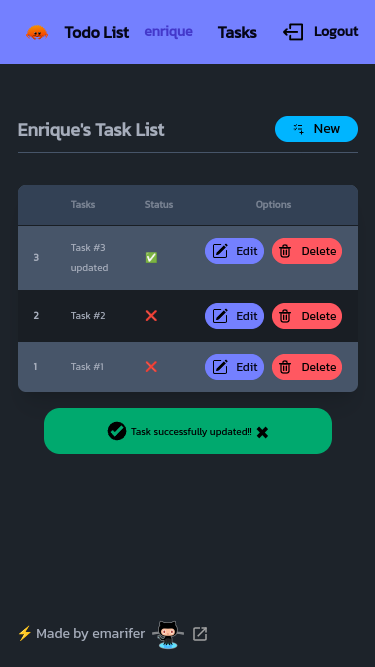 Todo List enrique Tasks Logout
Enrique's Task List New
Tasks Status Options
3 Task #3 updated Edit Delete
2 Task #2 Edit Delete
1 Task #1 Edit Delete
Task successfully updated!!
Made by emarifer